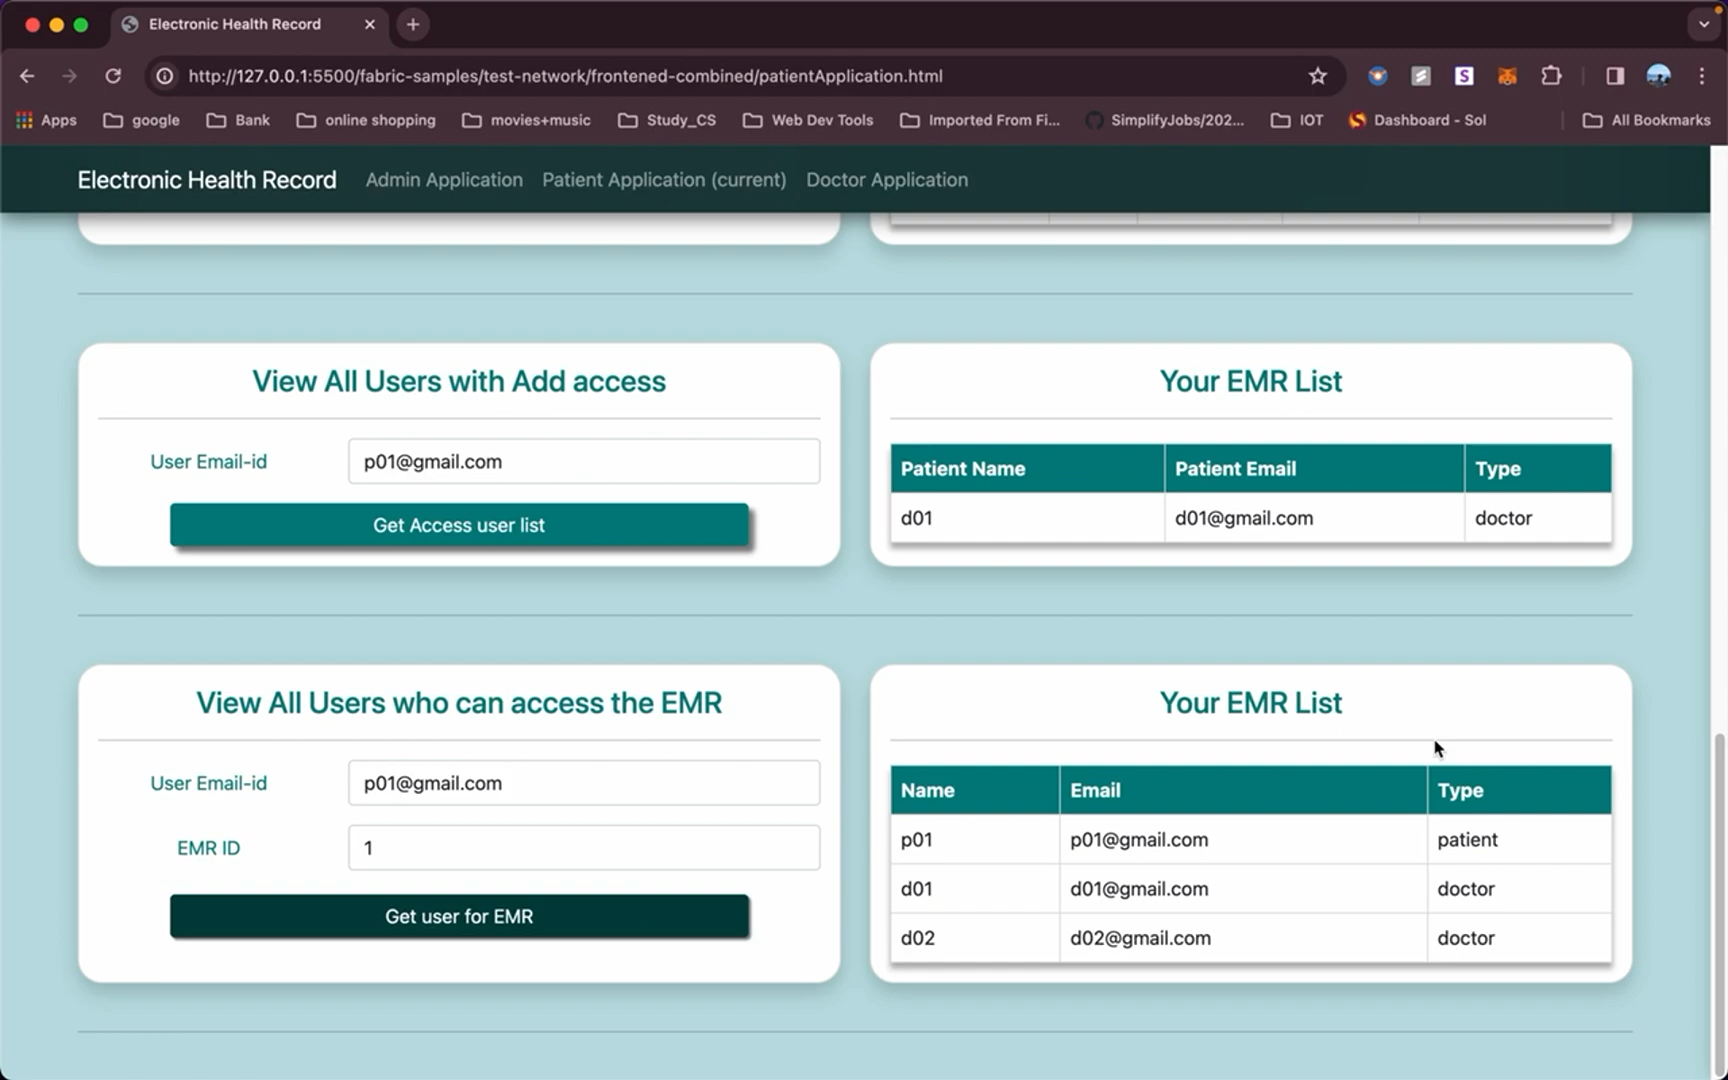 Electronic Health Record
http://127.0.0.1:5500/fabric-samples/test-network/frontened-combined/patientApplication.html
S
Apps google Bank online shopping movies+music Study_CS Web Dev Tools Imported From Fi... SimplifyJobs/202... IOT Dashboard - Sol All Bookmarks
Electronic Health Record Admin Application Patient Application (current) Doctor Application
View All Users with Add access
User Email-id p01@gmail.com
Get Access user list
Your EMR List
Patient Name Patient Email Type
d01 d01@gmail.com doctor
View All Users who can access the EMR
User Email-id p01@gmail.com
EMR ID 1
Get user for EMR
Your EMR List
Name Email Type
p01 p01@gmail.com patient
d01 d01@gmail.com doctor
d02 d02@gmail.com doctor